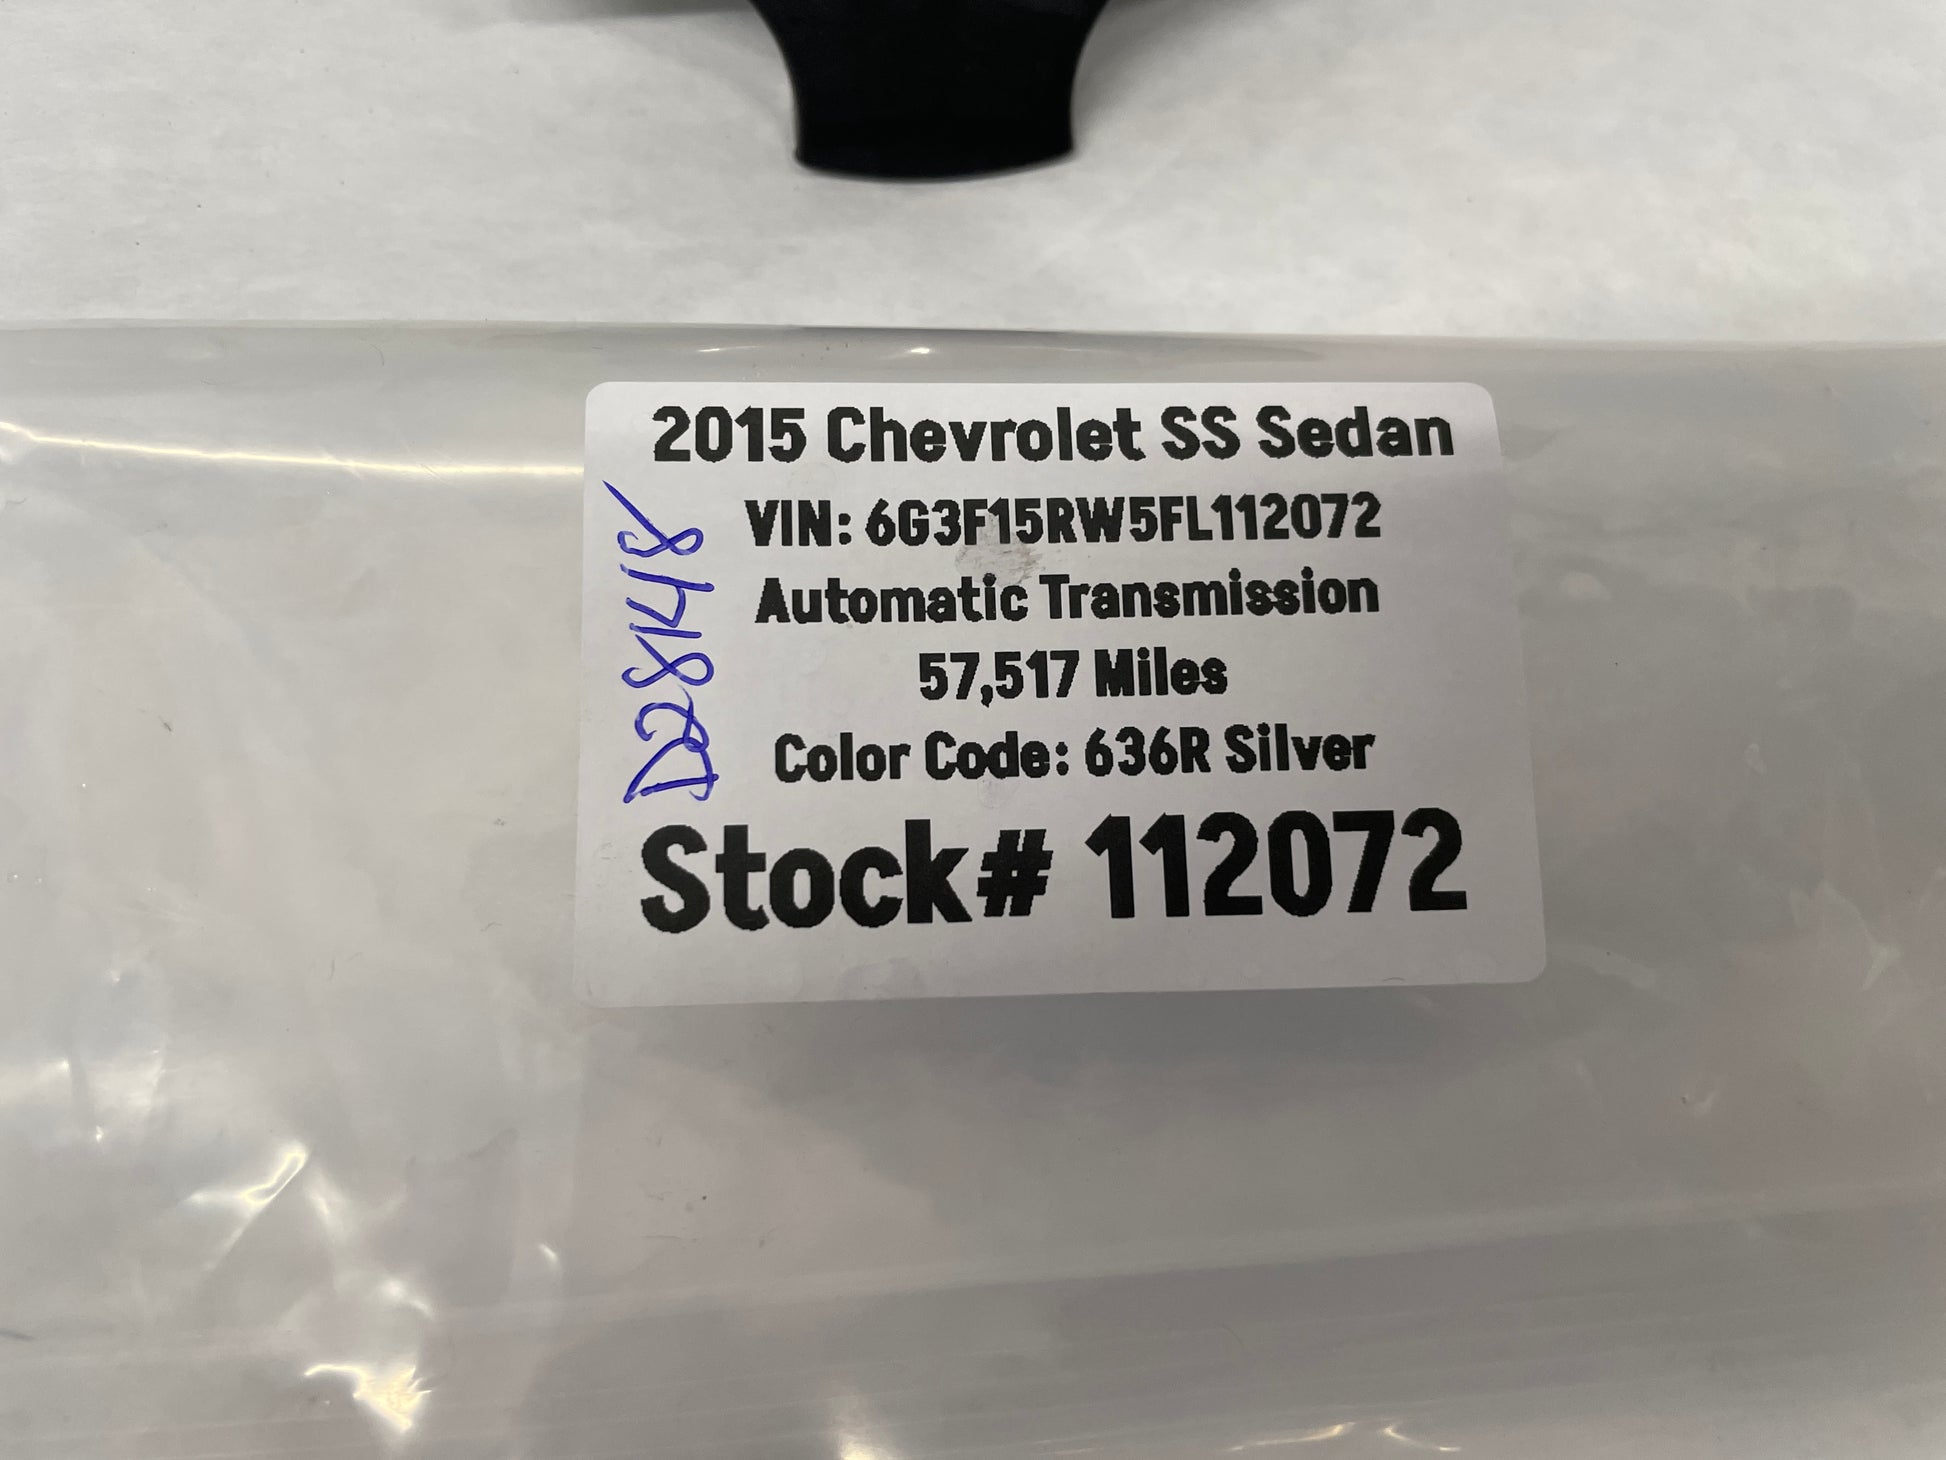 2015 Chevrolet SS Sedan
VIN: 6G3F15RW5FL112072
Automatic Transmission
57,517 Miles
Color Code: 636R Silver
Stock# 112072
D28148